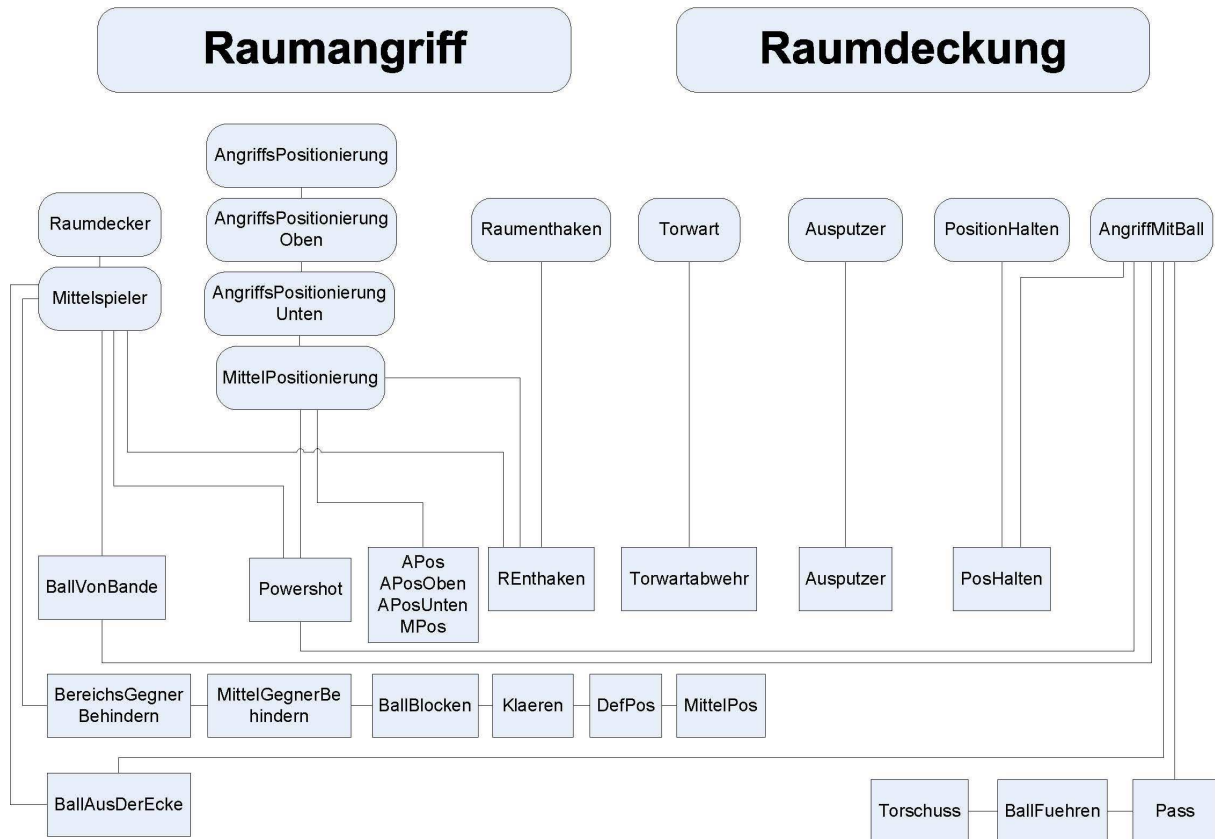 Raumangriff
Raumdeckung
AngriffsPositionierung
AngriffsPositionierung
Oben
AngriffsPositionierung
Unten
MittelPositionierung
Raumdecker
Mittelspieler
Raumenthaken
Torwart
Ausputzer
PositionHalten
AngriffMitBall
BallVonBande
Powershot
APos
APosOben
APosUnten
MPos
REnthaken
Torwartabwehr
Ausputzer
PosHalten
BereichsGegner
Behindern
MittelGegnerBe
hindern
BallBlocken
Klaeren
DefPos
MittelPos
BallAusDerEcke
Torschuss
BallFuehren
Pass